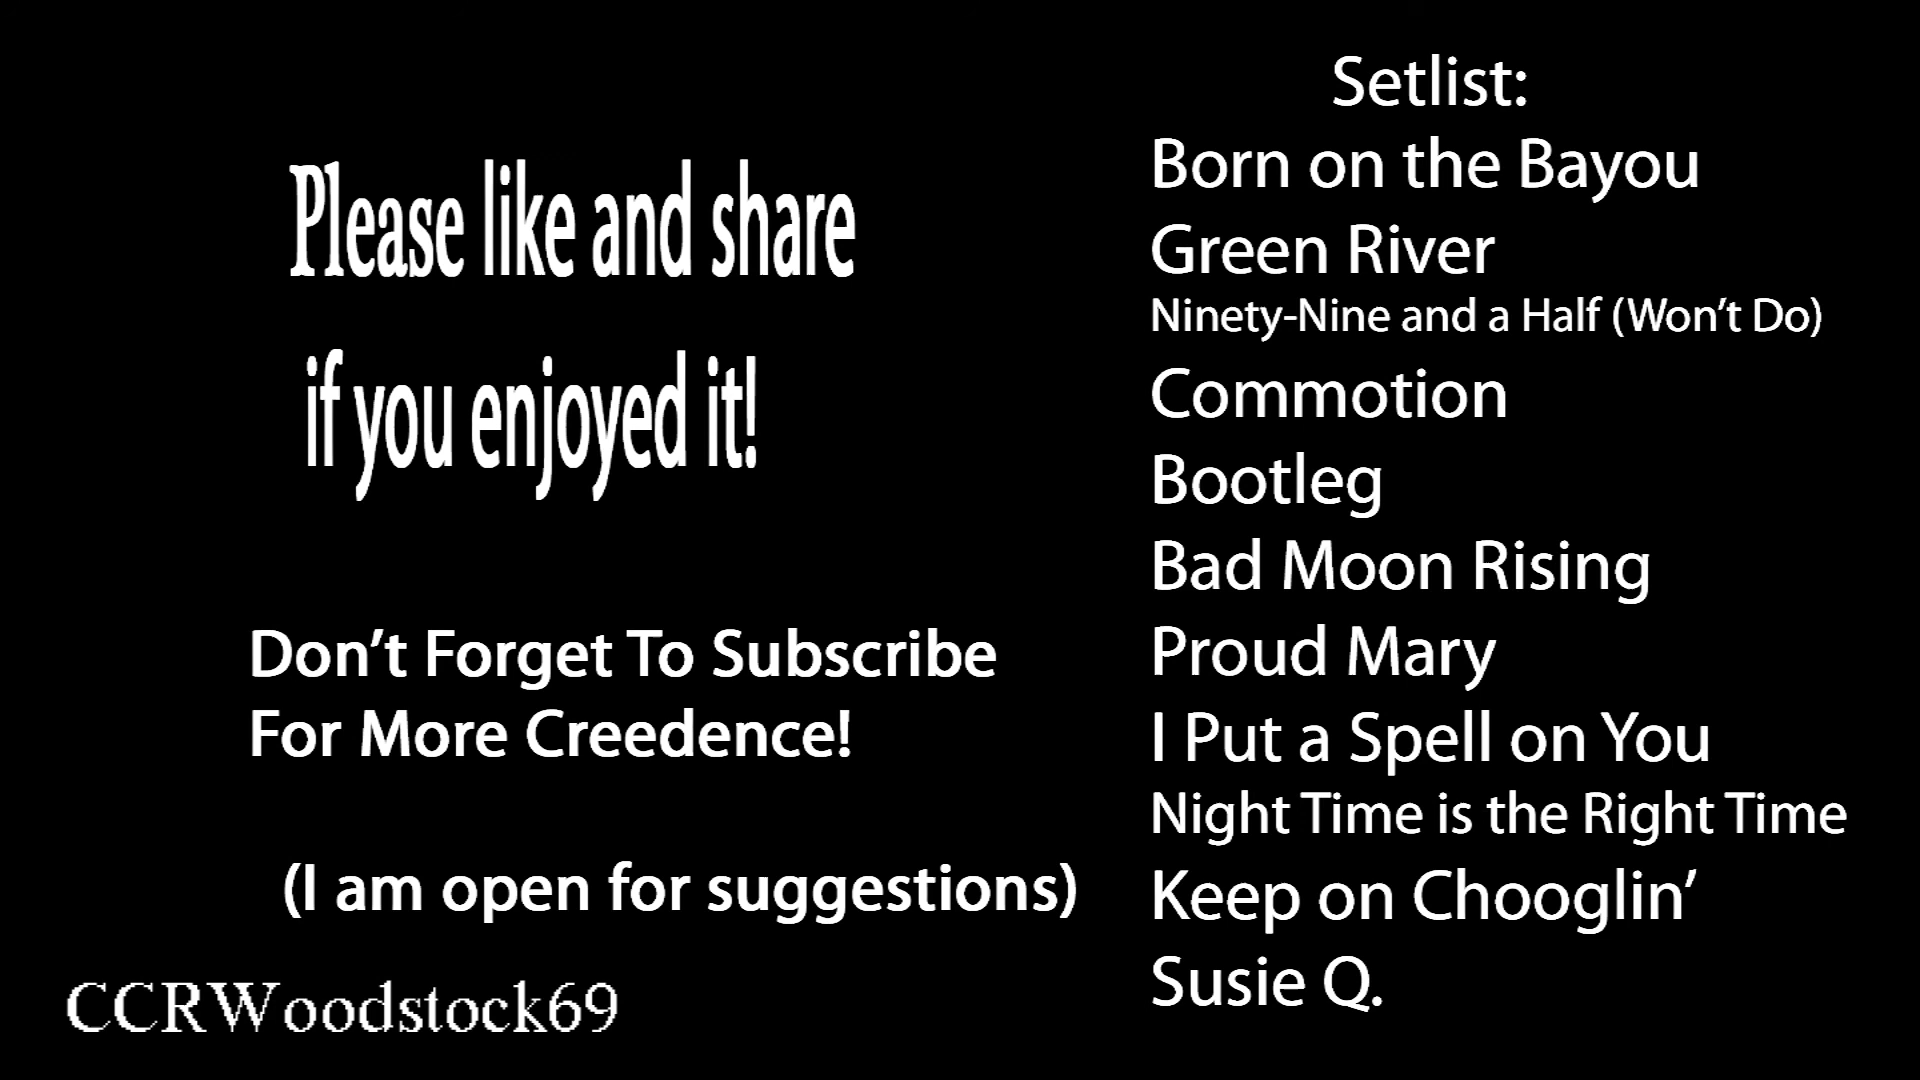 Please like and share
if you enjoyed it!
Don’t Forget To Subscribe
For More Creedence!
(I am open for suggestions)
CCRWoodstock69
Setlist:
Born on the Bayou
Green River
Ninety-Nine and a Half (Won’t Do)
Commotion
Bootleg
Bad Moon Rising
Proud Mary
I Put a Spell on You
Night Time is the Right Time
Keep on Chooglin’
Susie Q.